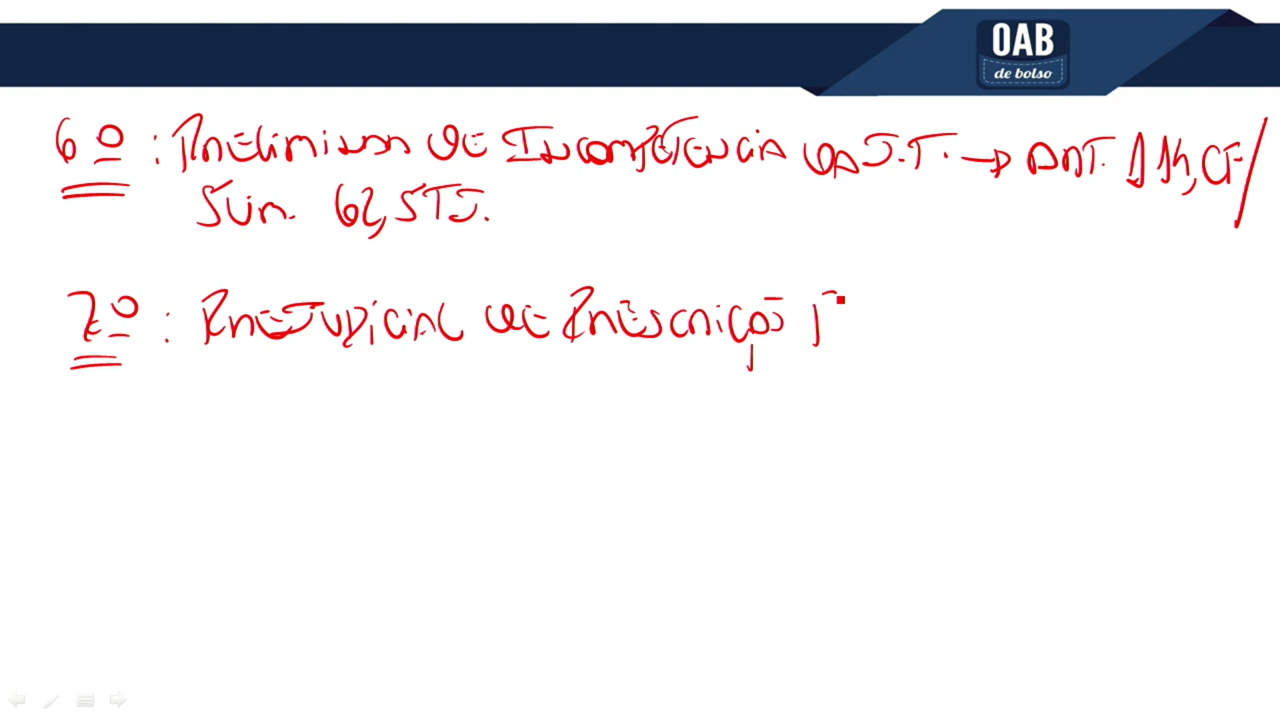 OAB
de bolso
6º: PRELIMINAR DE INCOMPETÊNCIA DA J.T. → ART. 114, CF/
SÚM. 62, STJ.
7º: PREJUDICIAL DE PRESCRIÇÃO